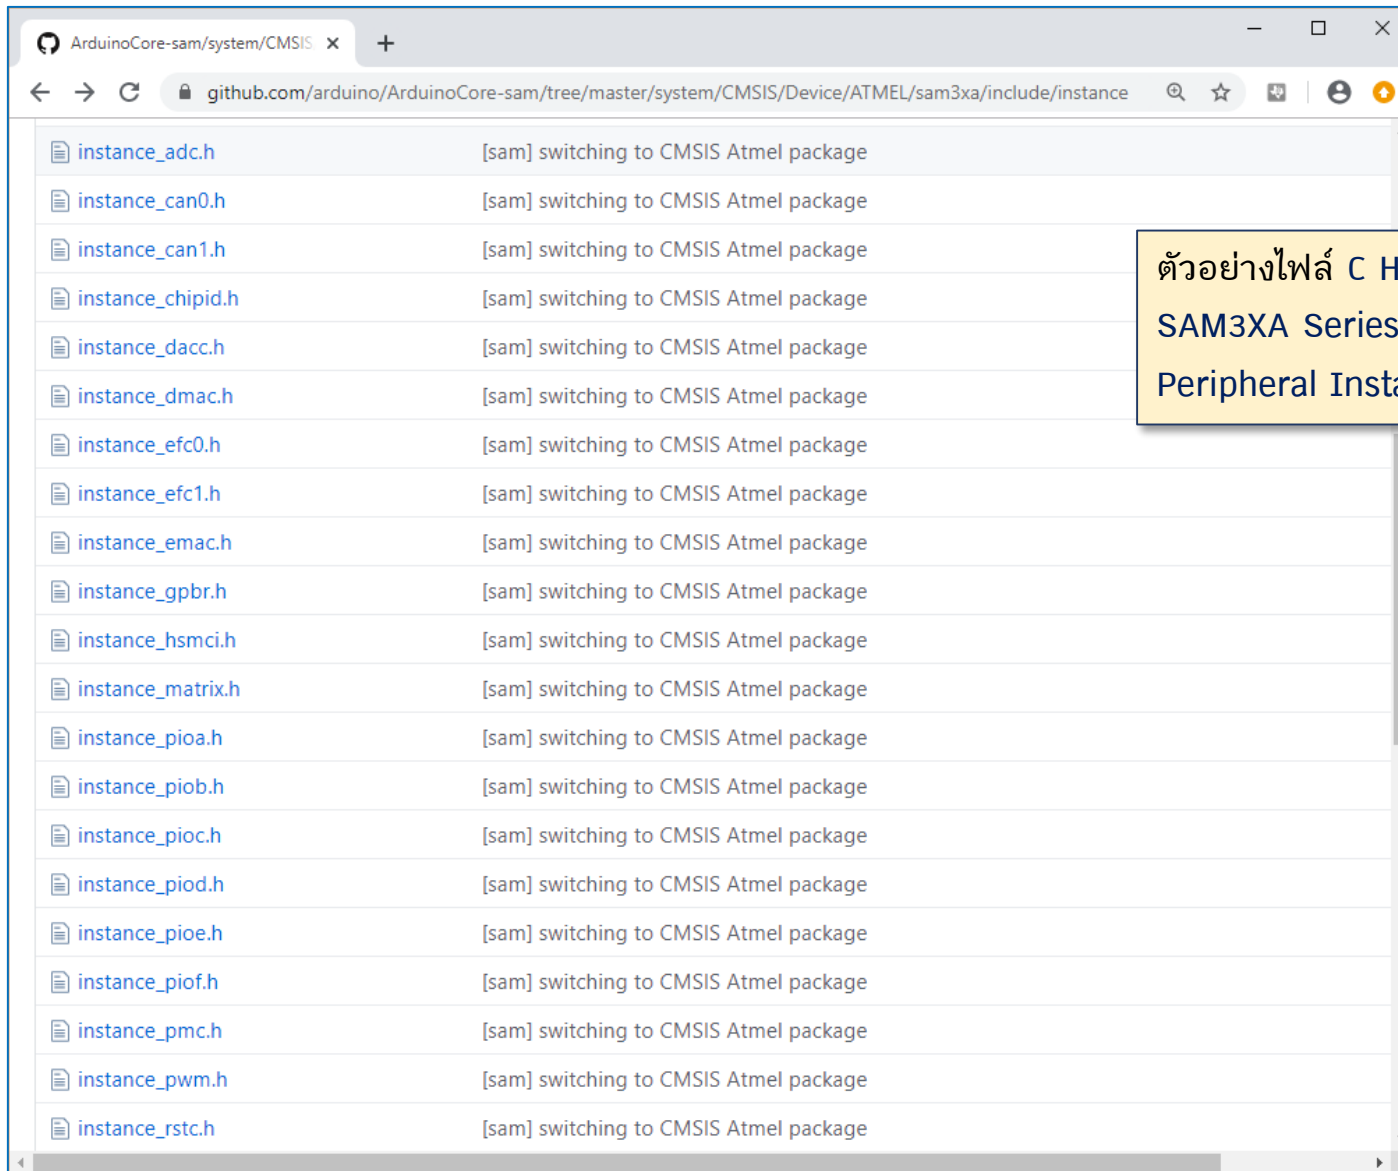 ArduinoCore-sam/system/CMSIS
github.com/arduino/ArduinoCore-sam/tree/master/system/CMSIS/Device/ATMEL/sam3xa/include/instance
instance_adc.h [sam] switching to CMSIS Atmel package
instance_can0.h [sam] switching to CMSIS Atmel package
instance_can1.h [sam] switching to CMSIS Atmel package
instance_chipid.h [sam] switching to CMSIS Atmel package
instance_dacc.h [sam] switching to CMSIS Atmel package
instance_dmac.h [sam] switching to CMSIS Atmel package
instance_efc0.h [sam] switching to CMSIS Atmel package
instance_efc1.h [sam] switching to CMSIS Atmel package
instance_emac.h [sam] switching to CMSIS Atmel package
instance_gpbr.h [sam] switching to CMSIS Atmel package
instance_hsmci.h [sam] switching to CMSIS Atmel package
instance_matrix.h [sam] switching to CMSIS Atmel package
instance_pioa.h [sam] switching to CMSIS Atmel package
instance_piob.h [sam] switching to CMSIS Atmel package
instance_pioc.h [sam] switching to CMSIS Atmel package
instance_piod.h [sam] switching to CMSIS Atmel package
instance_pioe.h [sam] switching to CMSIS Atmel package
instance_piof.h [sam] switching to CMSIS Atmel package
instance_pmc.h [sam] switching to CMSIS Atmel package
instance_pwm.h [sam] switching to CMSIS Atmel package
instance_rstc.h [sam] switching to CMSIS Atmel package
ตัวอย่างไฟล์ C
SAM3XA Series
Peripheral